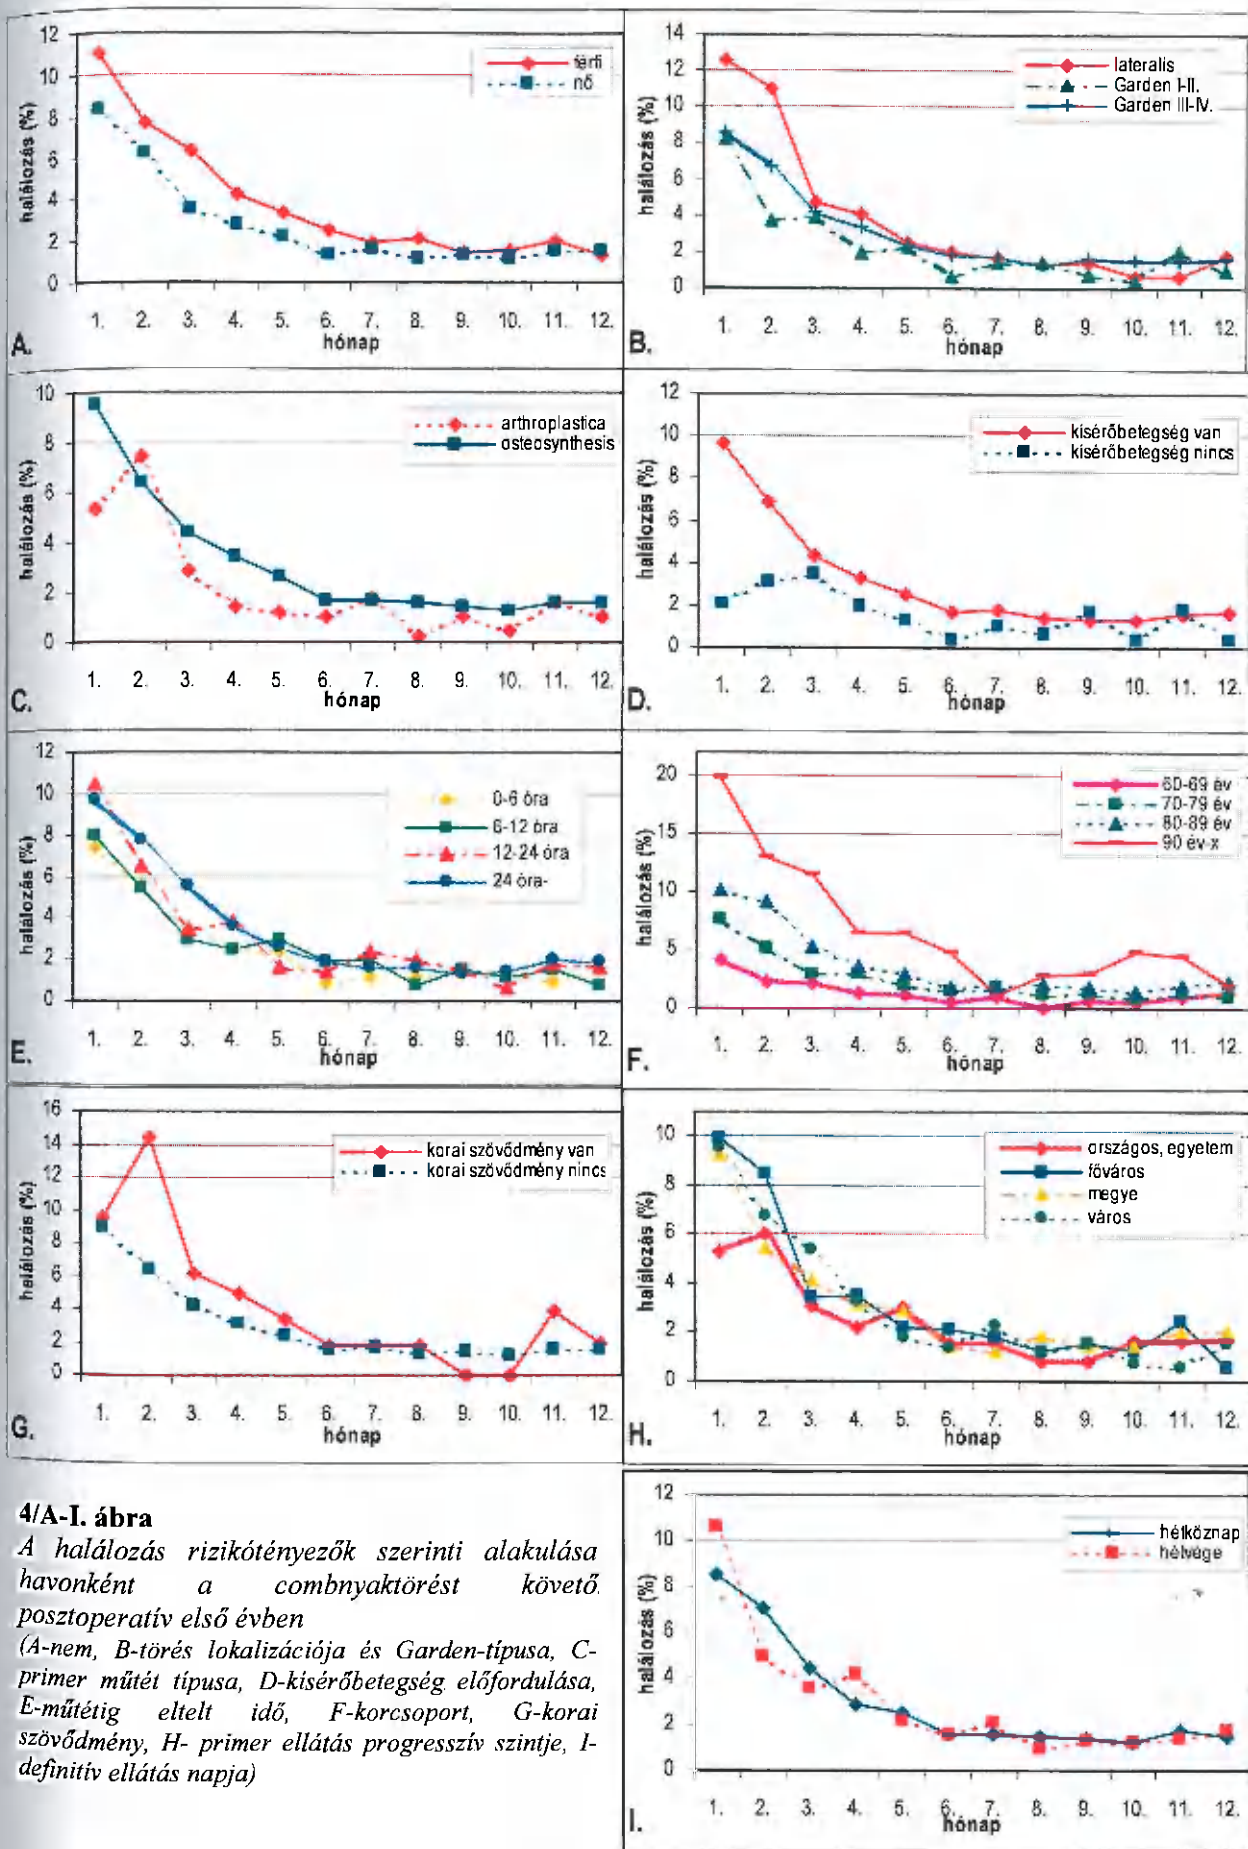 12
10
8
6
4
2
0
halálozás (%)
férfi
nő
1. 2. 3. 4. 5. 6. 7. 8. 9. 10. 11. 12.
hónap
A.
14
12
10
8
6
4
2
0
halálozás (%)
lateralis
Garden I-II.
Garden III-IV.
1. 2. 3. 4. 5. 6. 7. 8. 9. 10. 11. 12.
hónap
B.
10
8
6
4
2
0
halálozás (%)
arthroplastica
osteosynthesis
1. 2. 3. 4. 5. 6. 7. 8. 9. 10. 11. 12.
hónap
C.
12
10
8
6
4
2
0
halálozás (%)
kísérőbetegség van
kísérőbetegség nincs
1. 2. 3. 4. 5. 6. 7. 8. 9. 10. 11. 12.
hónap
D.
12
10
8
6
4
2
0
halálozás (%)
0-6 óra
6-12 óra
12-24 óra
24 óra-
1. 2. 3. 4. 5. 6. 7. 8. 9. 10. 11. 12.
hónap
E.
20
15
10
5
0
halálozás (%)
60-69 év
70-79 év
80-89 év
90 év-x
1. 2. 3. 4. 5. 6. 7. 8. 9. 10. 11. 12.
hónap
F.
16
14
12
10
8
6
4
2
0
halálozás (%)
korai szövődmény van
korai szövődmény nincs
1. 2. 3. 4. 5. 6. 7. 8. 9. 10. 11. 12.
hónap
G.
10
8
6
4
2
0
halálozás (%)
országos, egyetem
főváros
megye
város
1. 2. 3. 4. 5. 6. 7. 8. 9. 10. 11. 12.
hónap
H.
4/A-I. ábra
A halálozás rizikótényezők szerinti alakulása
havonként a combnyaktörést követő
posztoperatív első évben
(A-nem, B-törés lokalizációja és Garden-típusa, C-
primer műtét típusa, D-kisérőbetegség előfordulása,
E-műtétig eltelt idő, F-korcsoport, G-korai
szövődmény, H- primer ellátás progresszív szintje, I-
definitív ellátás napja)
12
10
8
6
4
2
0
halálozás (%)
hétköznap
hétvége
1. 2. 3. 4. 5. 6. 7. 8. 9. 10. 11. 12.
hónap
I.